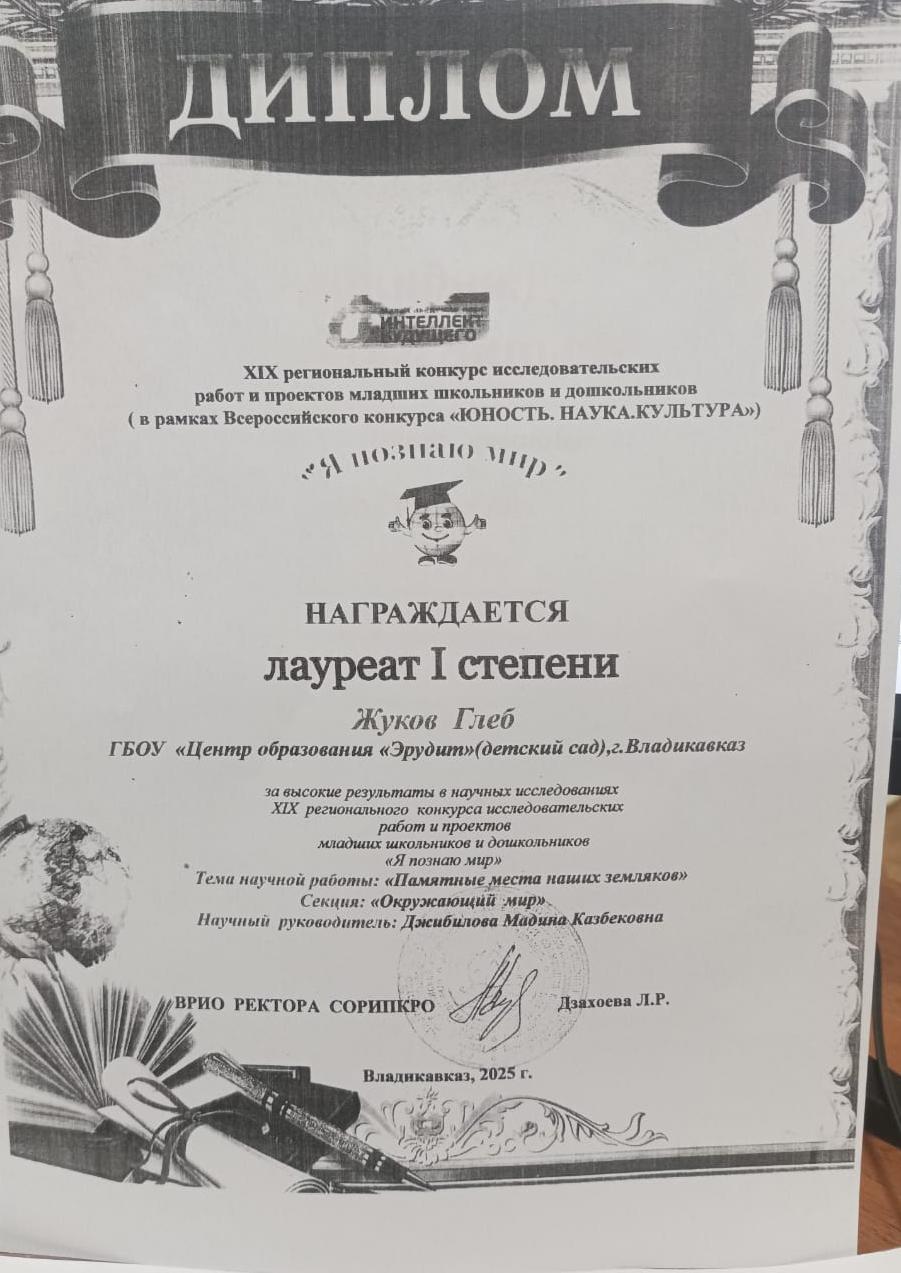 ДИПЛОМ
ИНТЕЛЛЕКТ
БУДУЩЕГО
XIX региональный конкурс исследовательских
работ и проектов младших школьников и дошкольников
( в рамках Всероссийского конкурса «ЮНОСТЬ. НАУКА.КУЛЬТУРА»)
"Я познаю мир"
НАГРАЖДАЕТСЯ
лауреат I степени
Жуков Глеб
ГБОУ «Центр образования «Эрудит»(детский сад),г.Владикавказ
за высокие результаты в научных исследованиях
XIX регионального конкурса исследовательских
работ и проектов
младших школьников и дошкольников
«Я познаю мир»
Тема научной работы: «Памятные места наших земляков»
Секция: «Окружающий мир»
Научный руководитель: Джибилова Мадина Казбековна
ВРИО РЕКТОРА СОРИПКРО Дзахоева Л.Р.
Владикавказ, 2025 г.